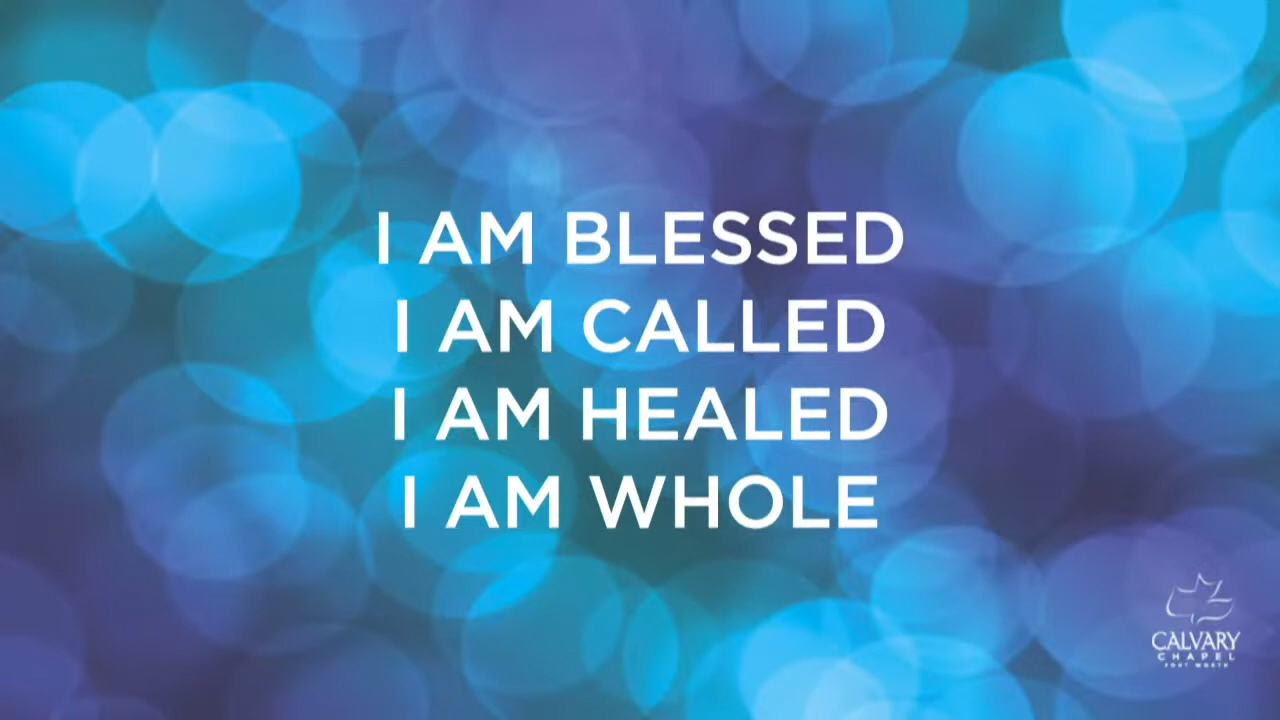 I AM BLESSED
I AM CALLED
I AM HEALED
I AM WHOLE
CALVARY
CHAPEL
FORT WORTH